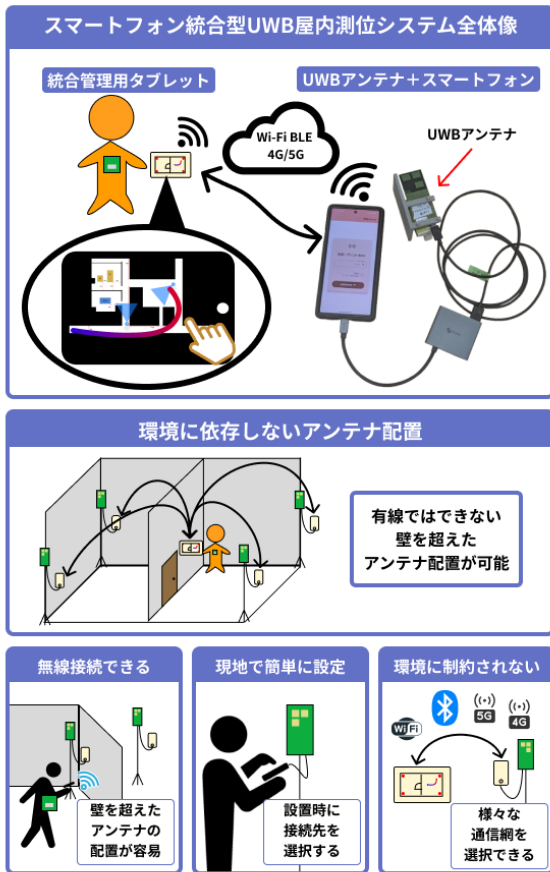 スマートフォン統合型UWB屋内測位システム全体像
統合管理用タブレット
UWBアンテナ＋スマートフォン
Wi-Fi BLE
4G/5G
UWBアンテナ
環境に依存しないアンテナ配置
有線ではできない
壁を超えた
アンテナ配置が可能
無線接続できる
壁を超えた
アンテナの
配置が容易
現地で簡単に設定
設置時に
接続先を
選択する
環境に制約されない
WiFi
5G
4G
様々な
通信網を
選択できる